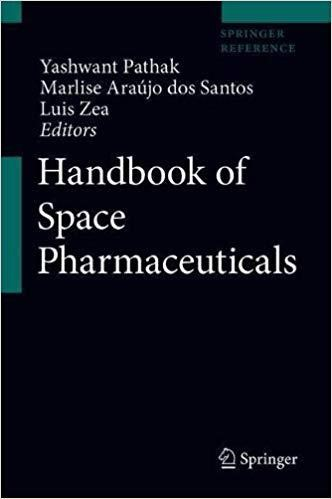 SPRINGER
REFERENCE
Yashwant Pathak
Marlise Araújo dos Santos
Luis Zea
Editors
Handbook of
Space
Pharmaceuticals
Springer